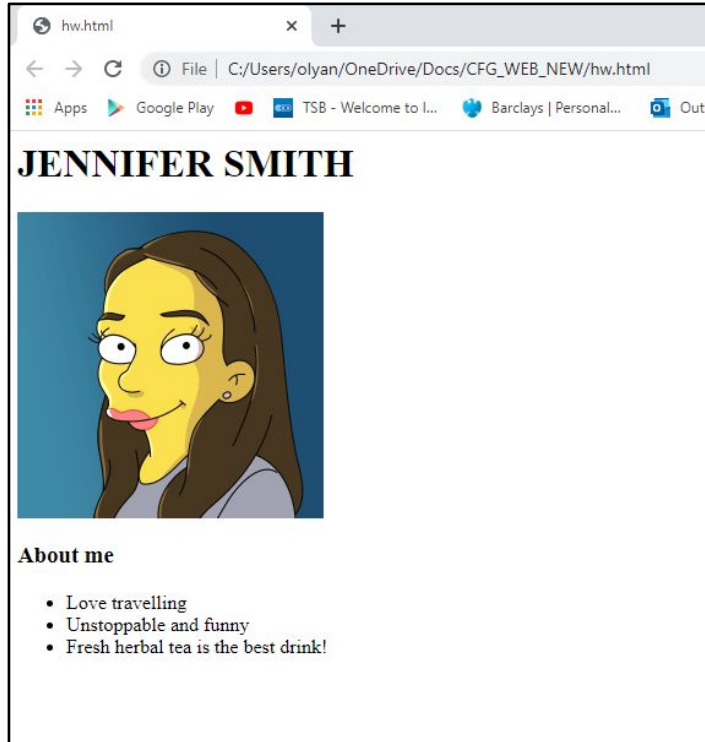 hw.html
File
C:/Users/olyan/OneDrive/Docs/CFG_WEB_NEW/hw.html
Apps Google Play TSB - Welcome to I... Barclays | Personal... Out
JENNIFER SMITH
About me
• Love travelling
• Unstoppable and funny
• Fresh herbal tea is the best drink!